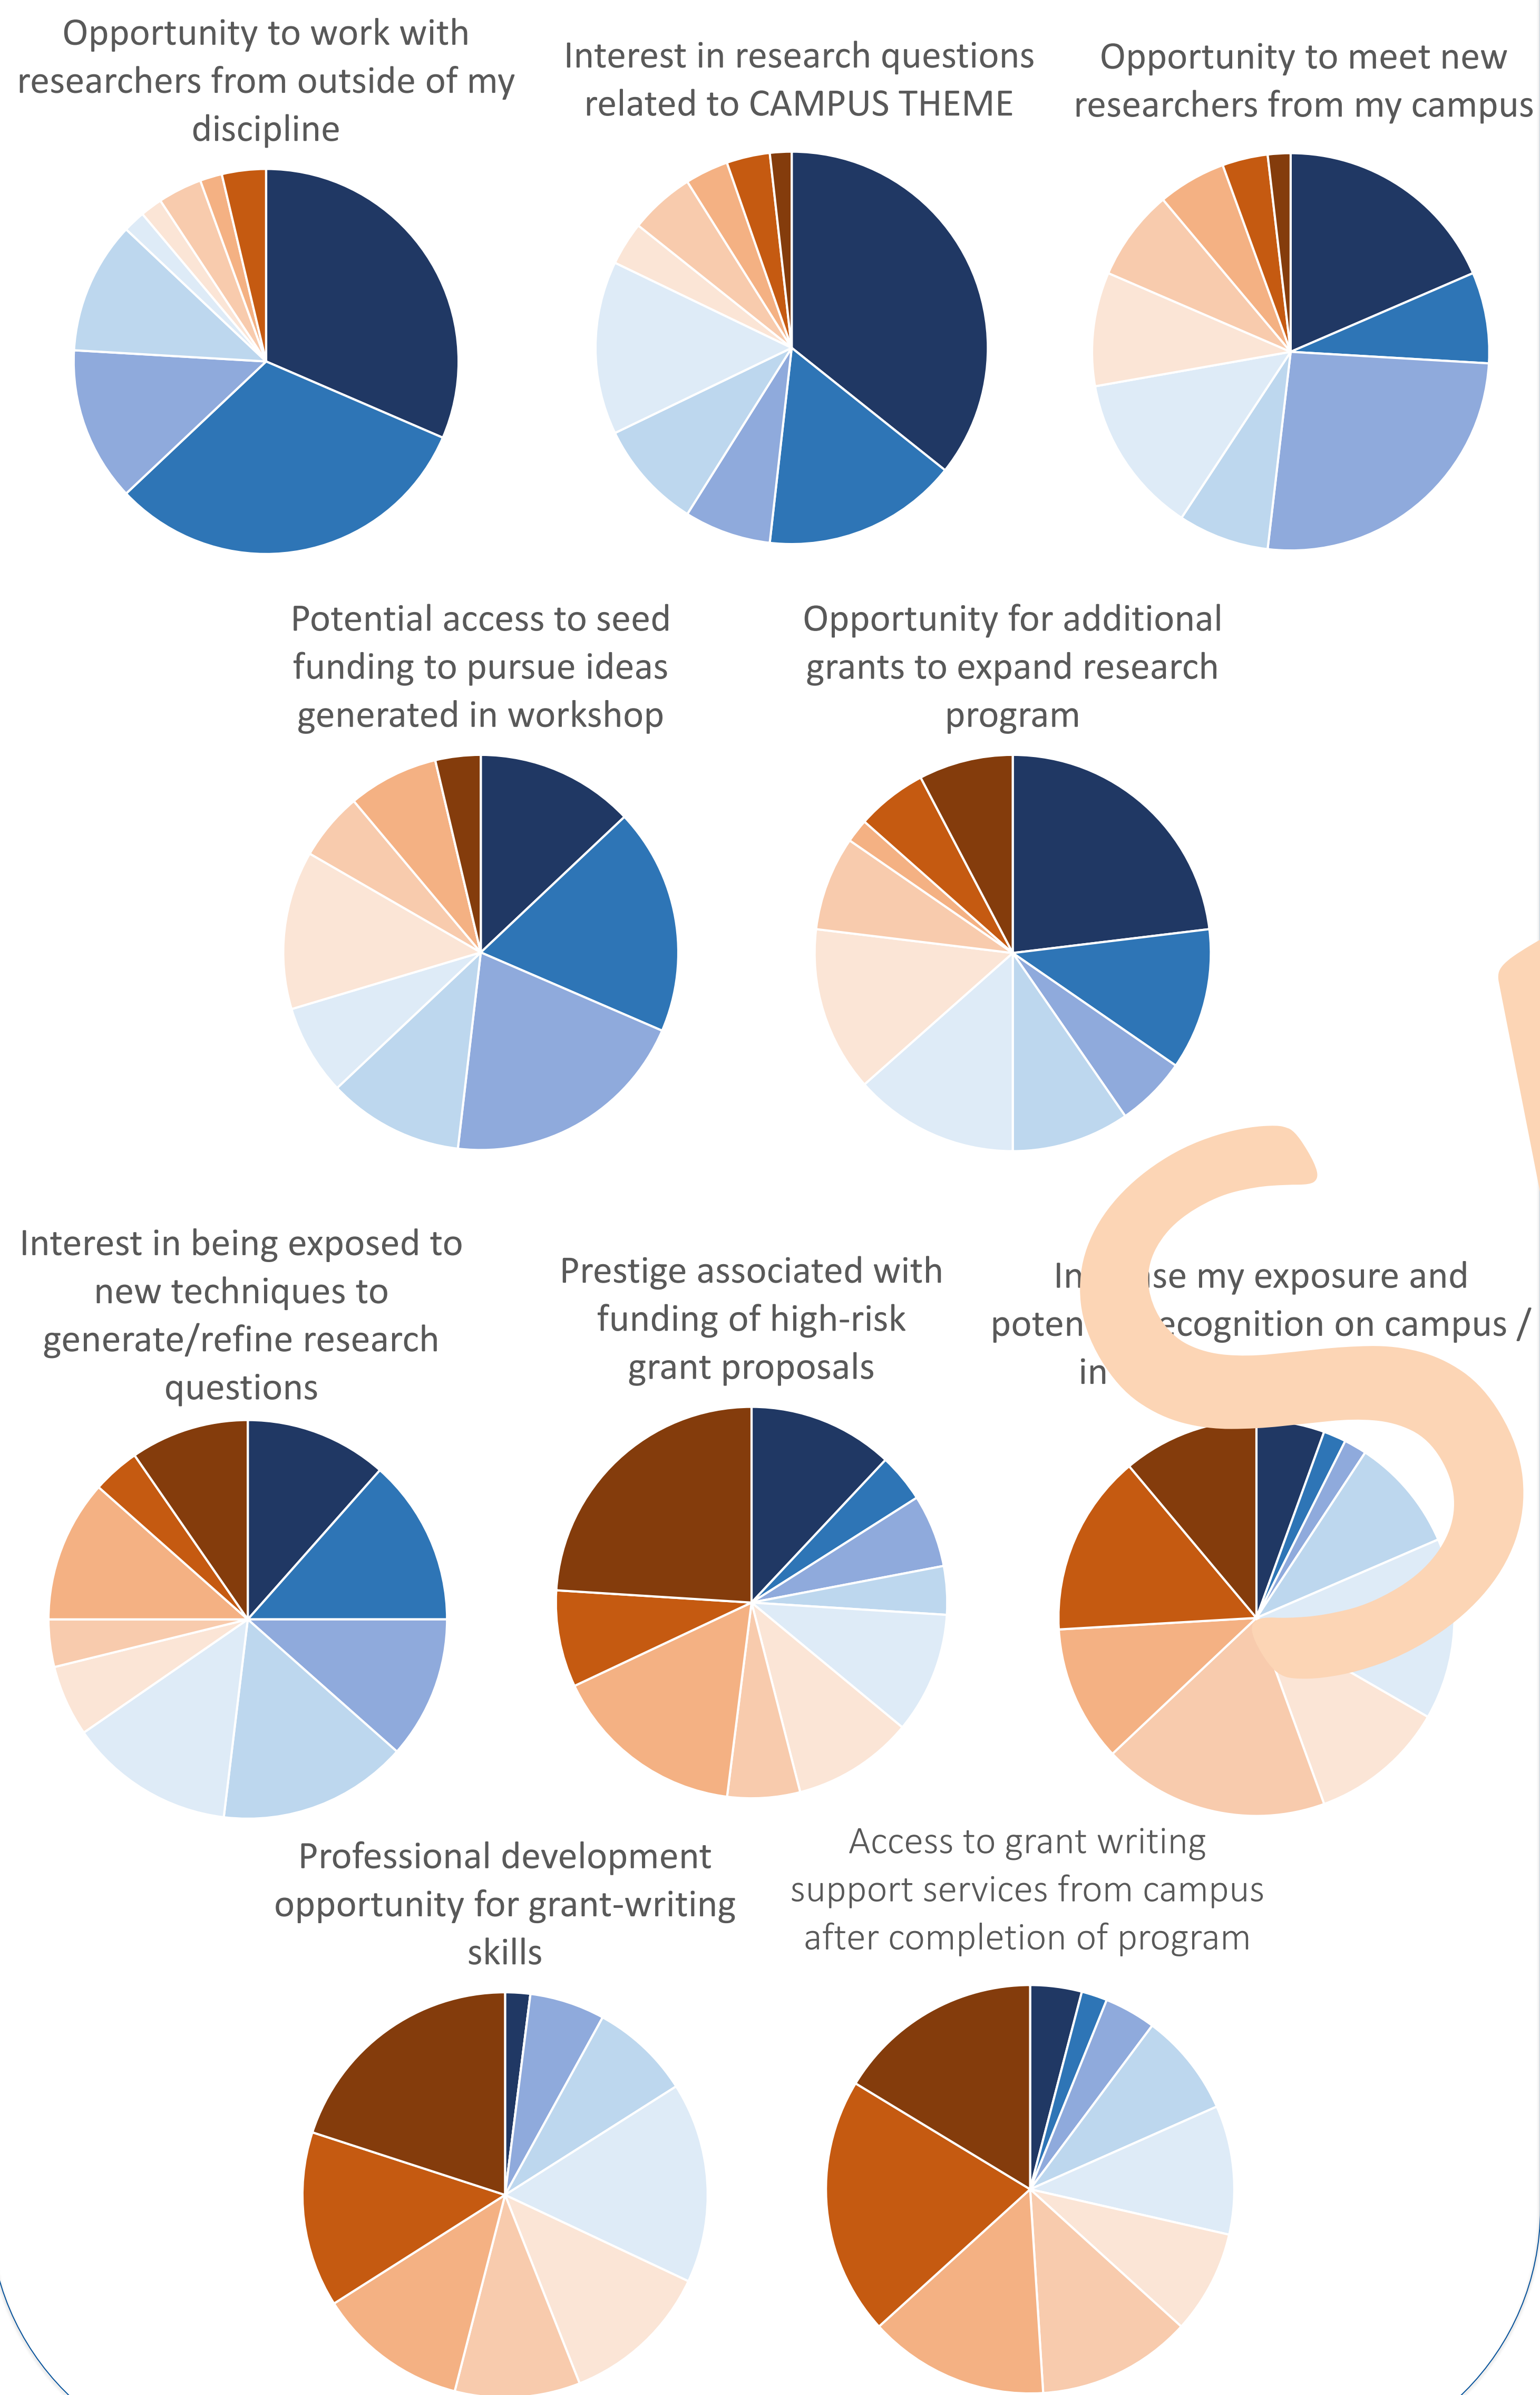 Opportunity to work with
researchers from outside of my
discipline
Interest in research questions
related to CAMPUS THEME
Opportunity to meet new
researchers from my campus
Potential access to seed
funding to pursue ideas
generated in workshop
Opportunity for additional
grants to expand research
program
Interest in being exposed to
new techniques to
generate/refine research
questions
Prestige associated with
funding of high-risk
grant proposals
my exposure and
on campus /
Professional development
opportunity for grant-writing
skills
Access to grant writing
support services from campus
after completion of program